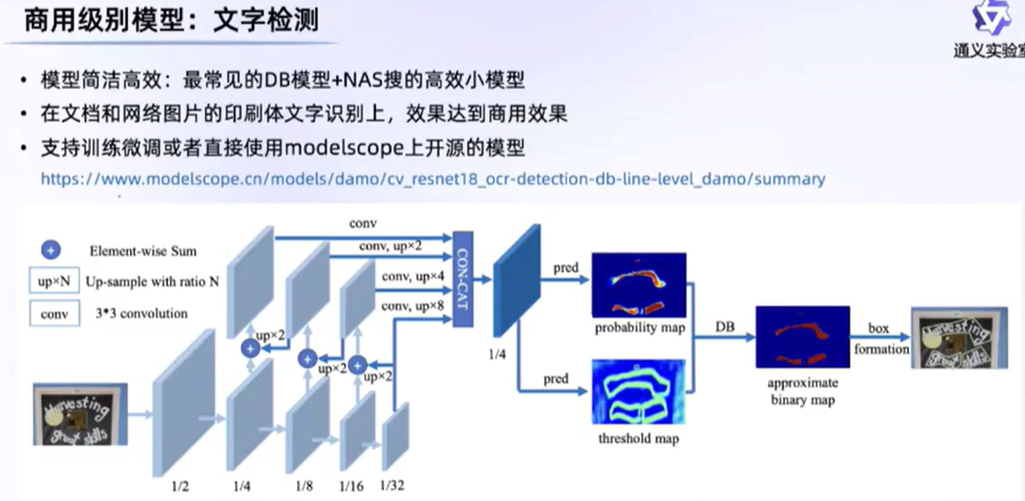 商用级别模型：文字检测
通义实验室
• 模型简洁高效：最常见的DB模型+NAS搜的高效小模型
• 在文档和网络图片的印刷体文字识别上，效果达到商用效果
• 支持训练微调或者直接使用modelscope上开源的模型
https://www.modelscope.cn/models/damo/cv_resnet18_ocr-detection-db-line-level_damo/summary
+ Element-wise Sum
up×N Up-sample with ratio N
conv 3*3 convolution
conv
conv, up×2
conv, up×4
conv, up×8
CON-CAT
up×2
+
up×2
+
up×2
+
Harvesting
great skills
1/2
1/4
1/8
1/16
1/32
1/4
pred
probability map
pred
threshold map
DB
approximate
binary map
box
formation
Harvesting
great skills